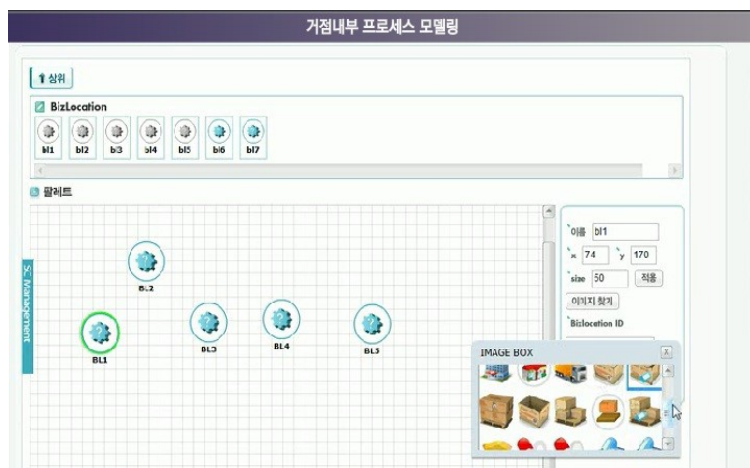 거점내부 프로세스 모델링
상위
BizLocation
bl1 bl2 bl3 bl4 bl5 bl6 bl7
팔레트
SC Management
BL2
BL1
BL3
BL4
BL5
이름 bl1
x 74 y 170
size 50 적용
이미지 찾기
Bizlocation ID
IMAGE BOX
X